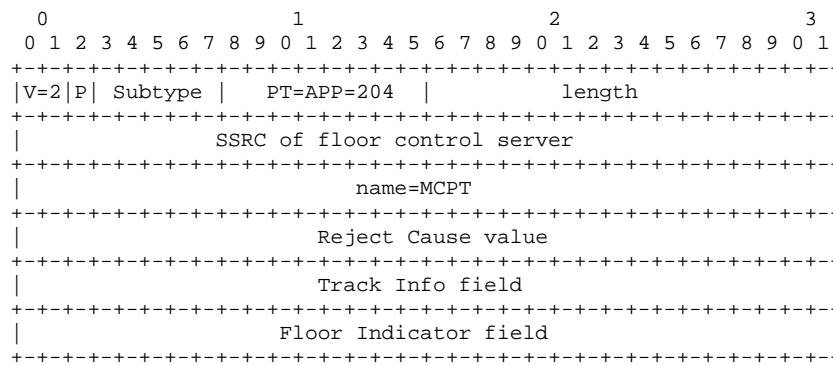 0                   1                   2                   3
 0 1 2 3 4 5 6 7 8 9 0 1 2 3 4 5 6 7 8 9 0 1 2 3 4 5 6 7 8 9 0 1
+-+-+-+-+-+-+-+-+-+-+-+-+-+-+-+-+-+-+-+-+-+-+-+-+-+-+-+-+-+-+-+-
|V=2|P| Subtype |   PT=APP=204  |          length
+-+-+-+-+-+-+-+-+-+-+-+-+-+-+-+-+-+-+-+-+-+-+-+-+-+-+-+-+-+-+-+-
|               SSRC of floor control server
+-+-+-+-+-+-+-+-+-+-+-+-+-+-+-+-+-+-+-+-+-+-+-+-+-+-+-+-+-+-+-+-
|                          name=MCPT
+-+-+-+-+-+-+-+-+-+-+-+-+-+-+-+-+-+-+-+-+-+-+-+-+-+-+-+-+-+-+-+-
|                       Reject Cause value
+-+-+-+-+-+-+-+-+-+-+-+-+-+-+-+-+-+-+-+-+-+-+-+-+-+-+-+-+-+-+-+-
|                       Track Info field
+-+-+-+-+-+-+-+-+-+-+-+-+-+-+-+-+-+-+-+-+-+-+-+-+-+-+-+-+-+-+-+-
|                    Floor Indicator field
+-+-+-+-+-+-+-+-+-+-+-+-+-+-+-+-+-+-+-+-+-+-+-+-+-+-+-+-+-+-+-+-